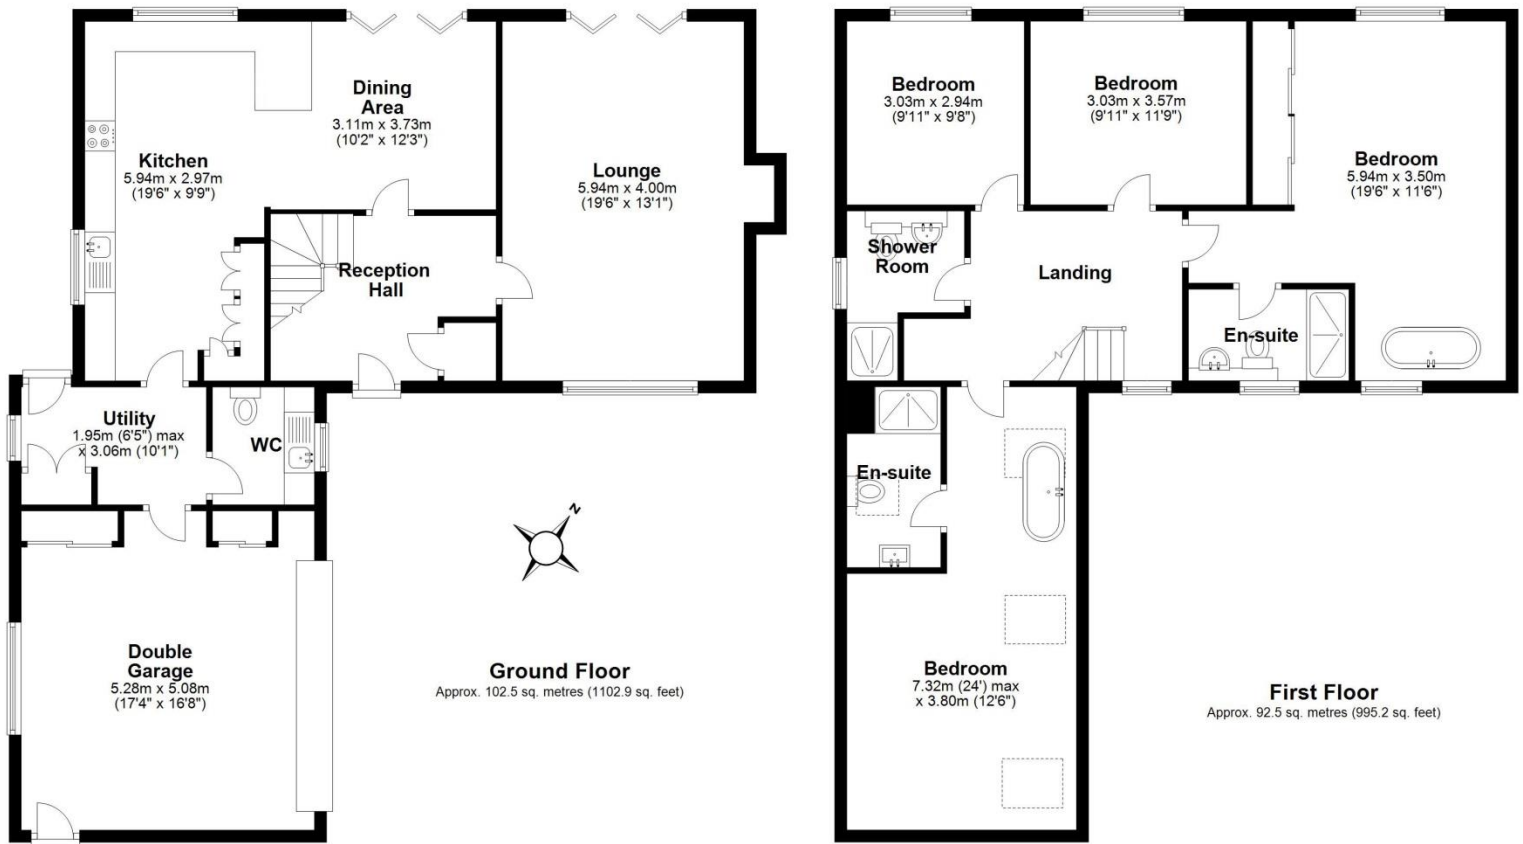 Kitchen
5.94m x 2.97m
(19'6" x 9'9")
Dining
Area
3.11m x 3.73m
(10'2" x 12'3")
Lounge
5.94m x 4.00m
(19'6" x 13'1")
Reception
Hall
Utility
1.95m (6'5") max
x 3.06m (10'1")
WC
Double
Garage
5.28m x 5.08m
(17'4" x 16'8")
N
Ground Floor
Approx. 102.5 sq. metres (1102.9 sq. feet)
Bedroom
3.03m x 2.94m
(9'11" x 9'8")
Bedroom
3.03m x 3.57m
(9'11" x 11'9")
Bedroom
5.94m x 3.50m
(19'6" x 11'6")
Shower
Room
Landing
En-suite
En-suite
Bedroom
7.32m (24') max
x 3.80m (12'6")
First Floor
Approx. 92.5 sq. metres (995.2 sq. feet)